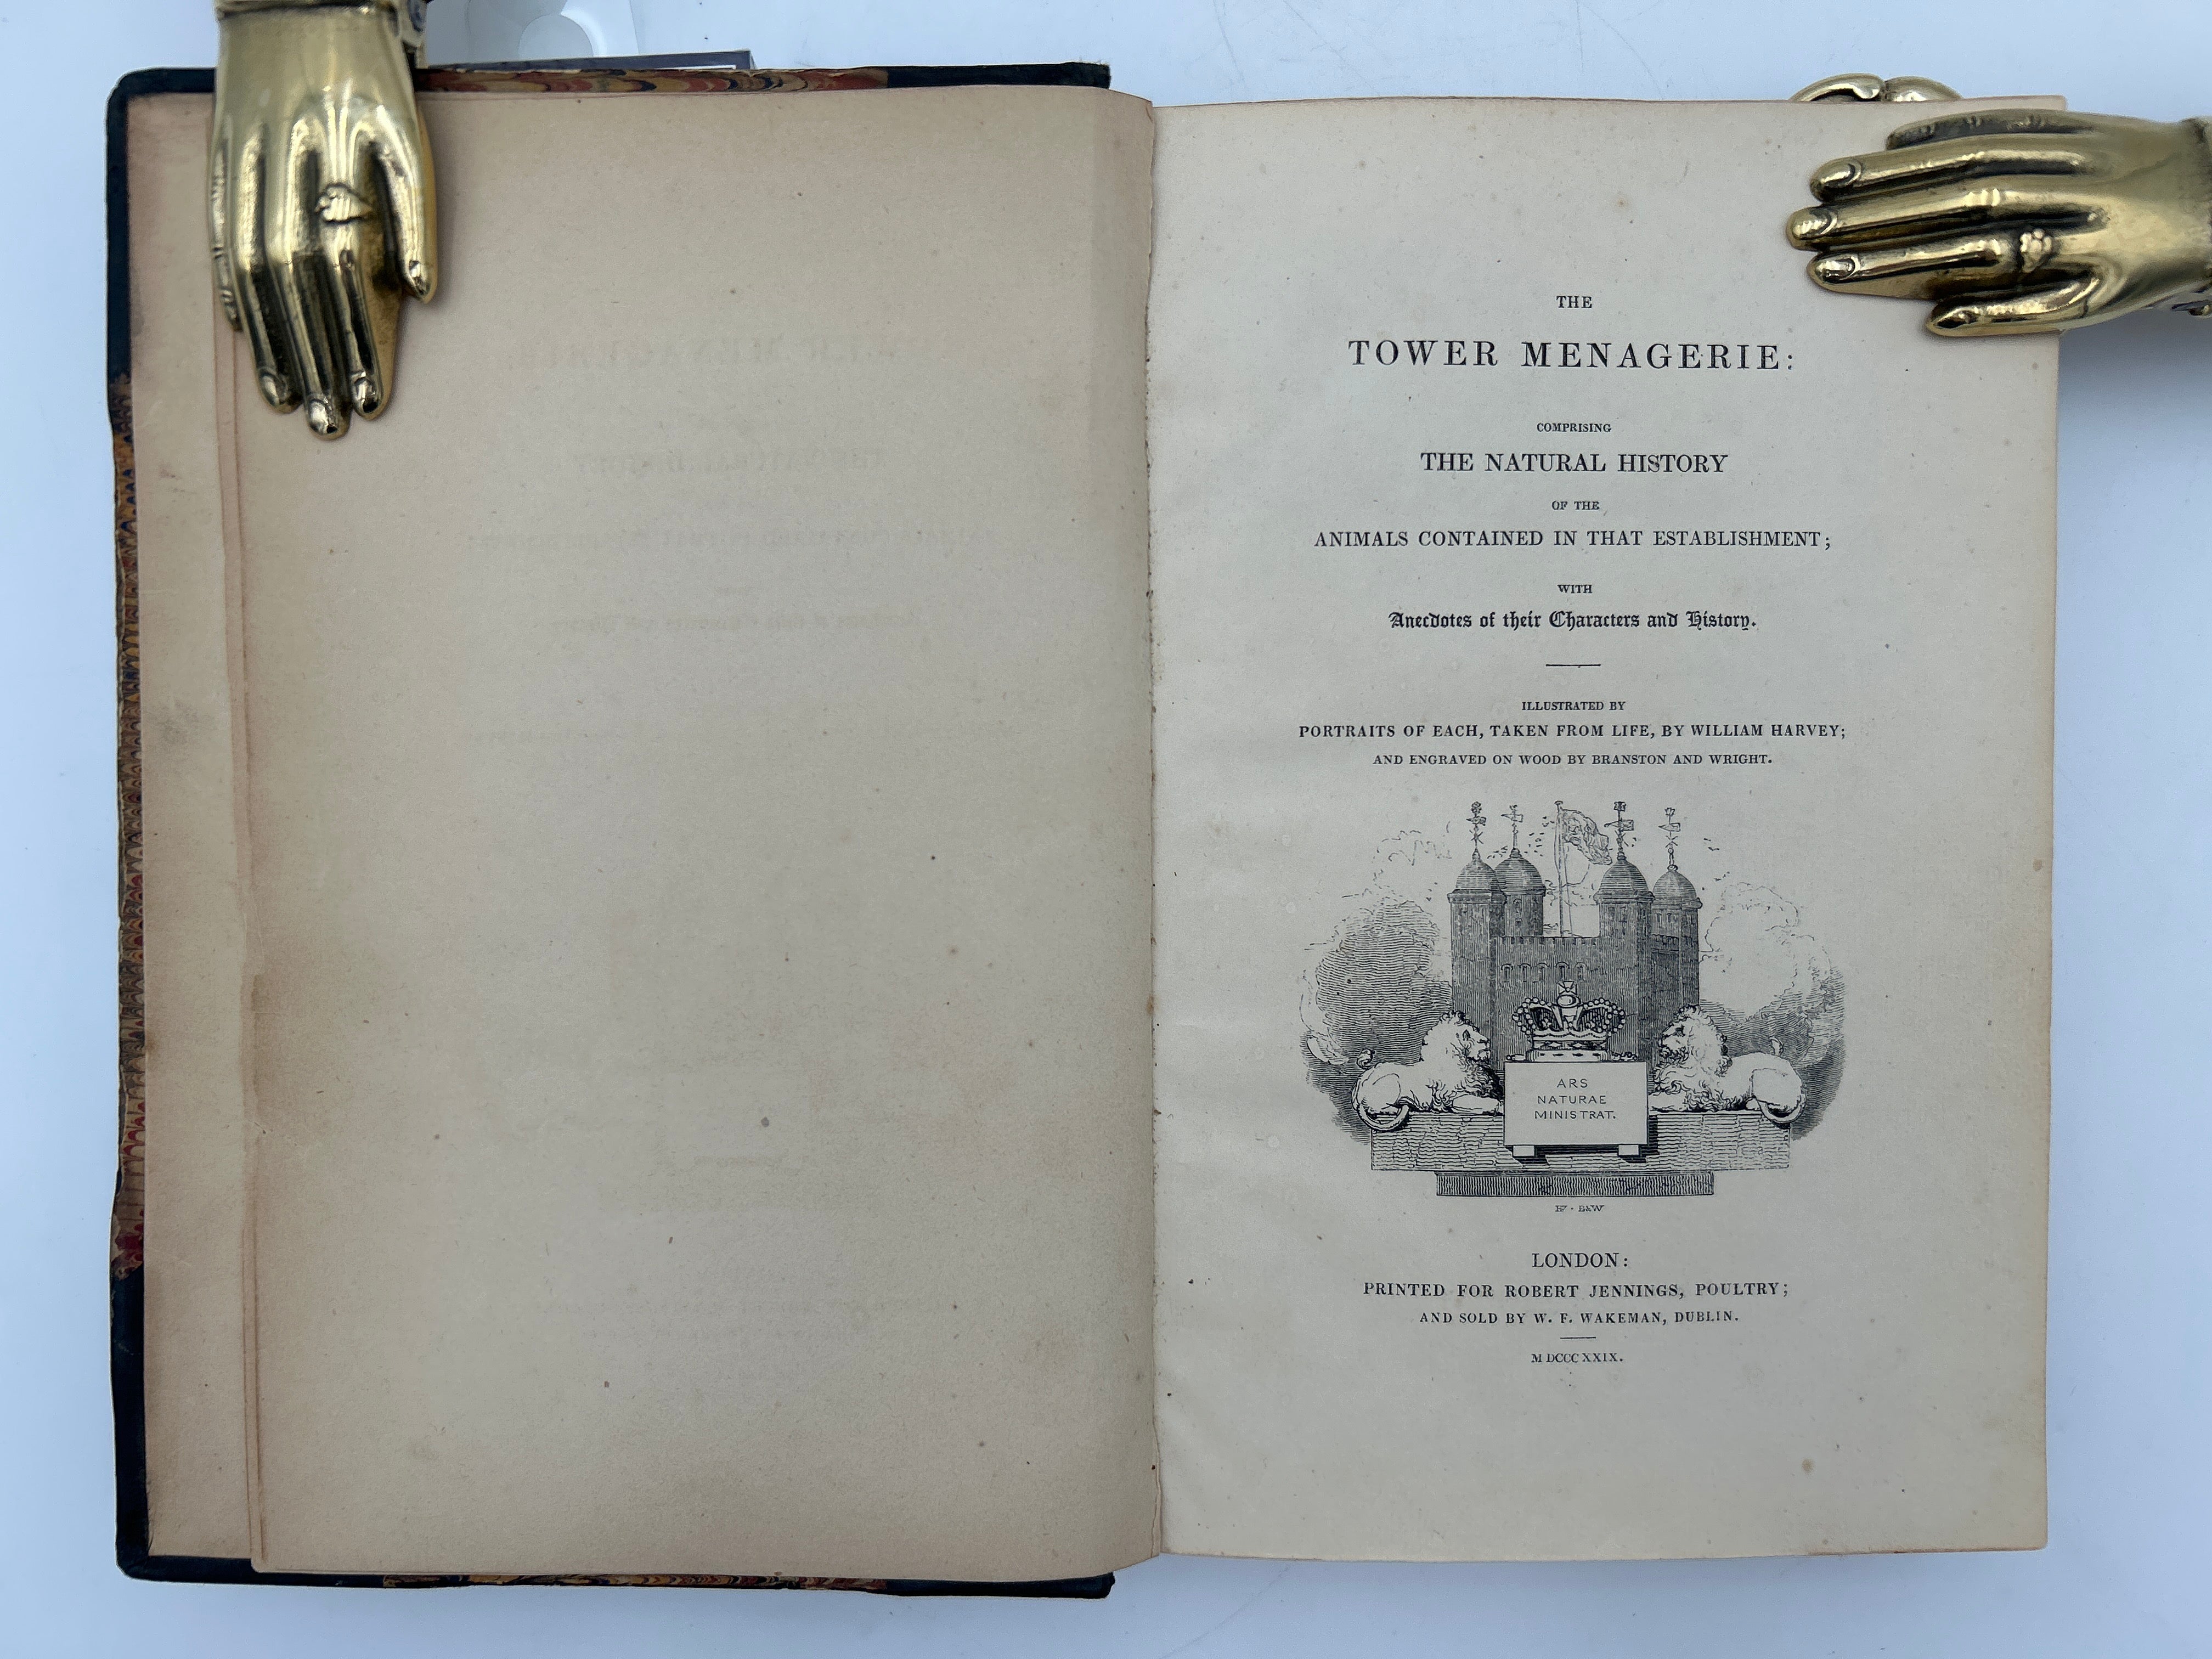 THE
TOWER MENAGERIE:
COMPRISING
THE NATURAL HISTORY
OF THE
ANIMALS CONTAINED IN THAT ESTABLISHMENT;
WITH
Anecdotes of their Characters and History.
ILLUSTRATED BY
PORTRAITS OF EACH, TAKEN FROM LIFE, BY WILLIAM HARVEY;
AND ENGRAVED ON WOOD BY BRANSTON AND WRIGHT.
ARS
NATURAE
MINISTRAT.
B&W
LONDON:
PRINTED FOR ROBERT JENNINGS, POULTRY;
AND SOLD BY W. F. WAKEMAN, DUBLIN.
MDCCCXXIX.